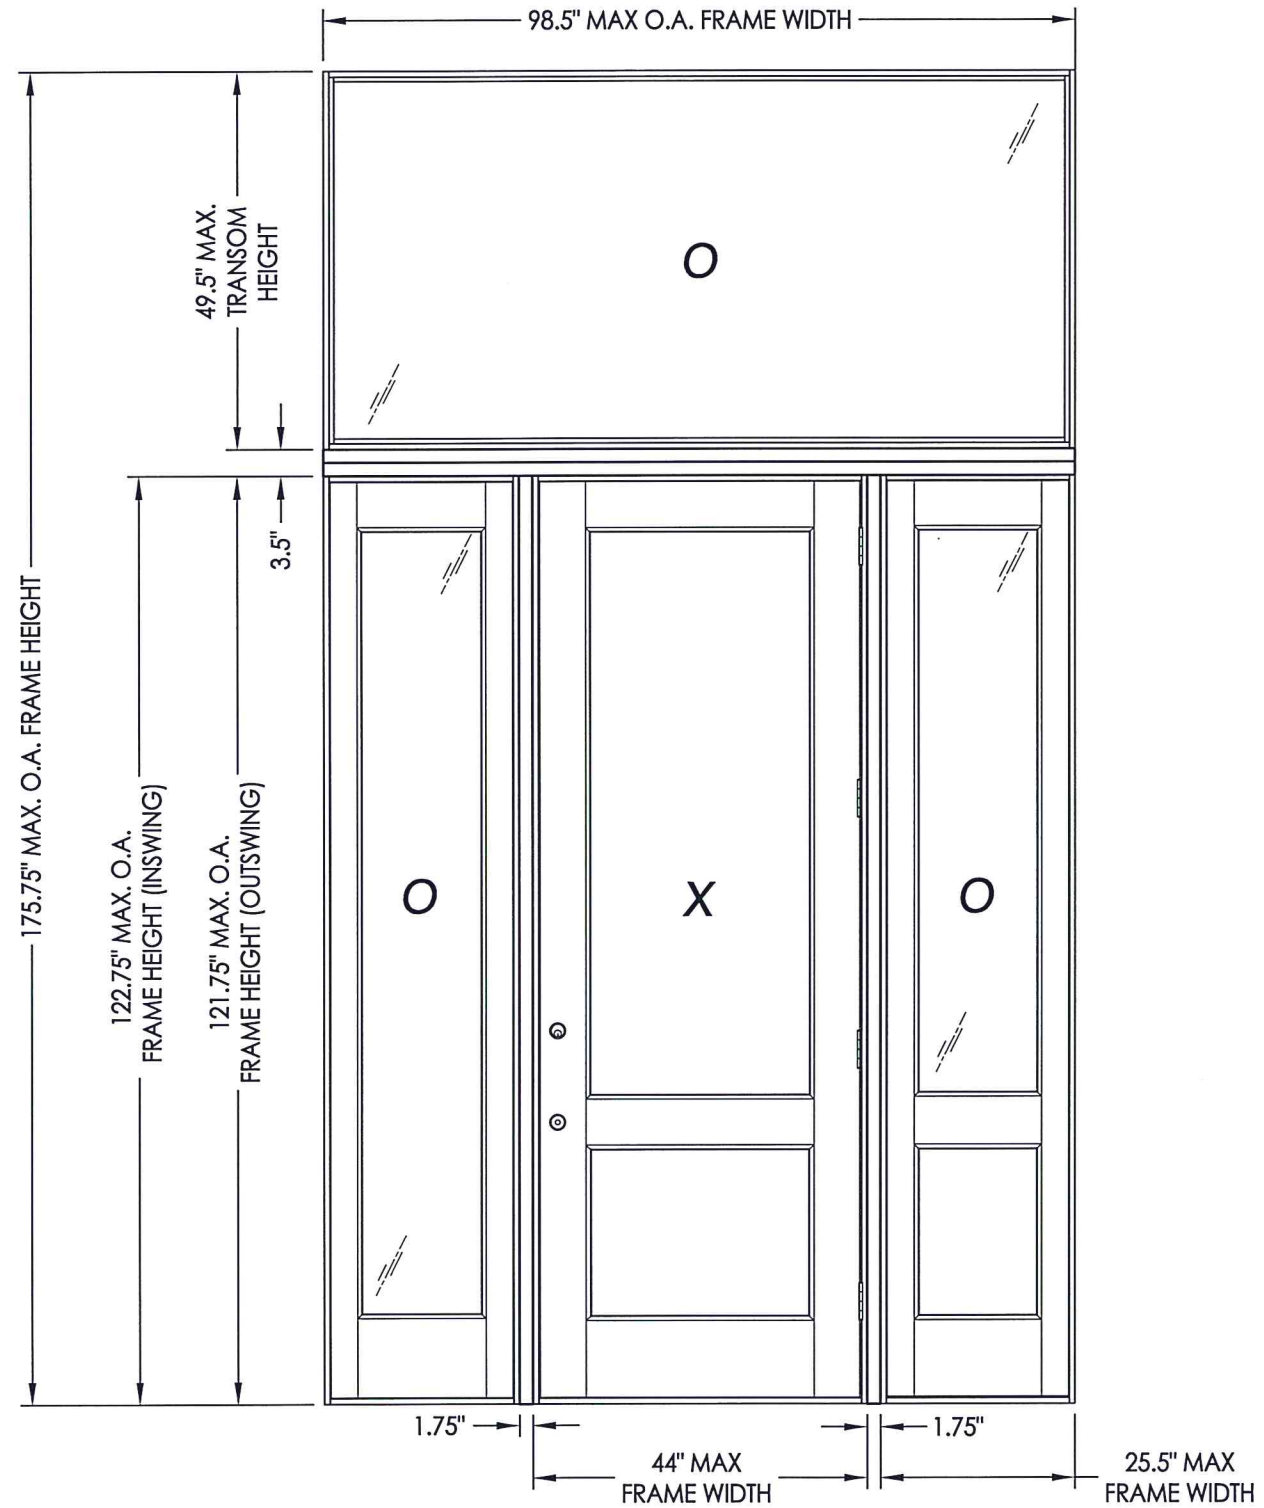 98.5" MAX O.A. FRAME WIDTH
49.5" MAX.
TRANSOM
HEIGHT
O
3.5"
175.75" MAX. O.A. FRAME HEIGHT
122.75" MAX. O.A.
FRAME HEIGHT (INSWING)
121.75" MAX. O.A.
FRAME HEIGHT (OUTSWING)
O
X
O
1.75"
1.75"
44" MAX
FRAME WIDTH
25.5" MAX
FRAME WIDTH